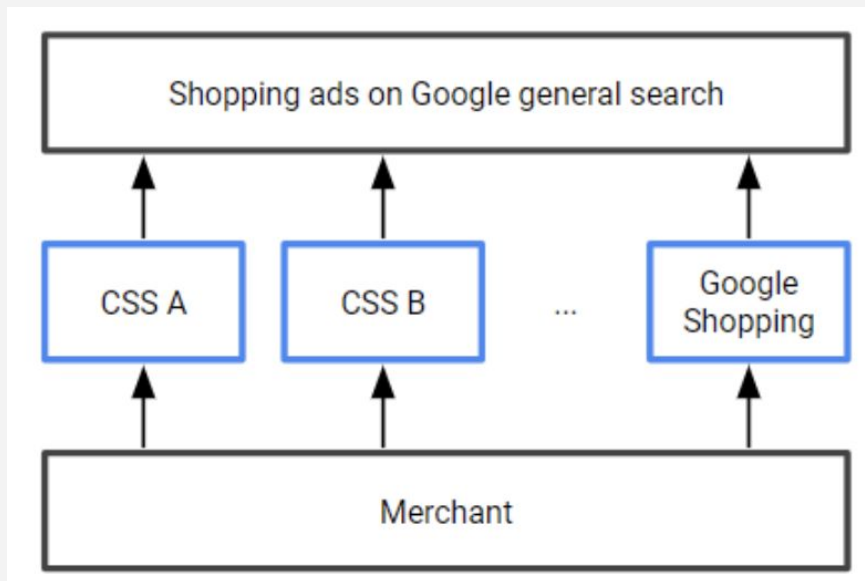 Shopping ads on Google general search
CSS A
CSS B
...
Google
Shopping
Merchant